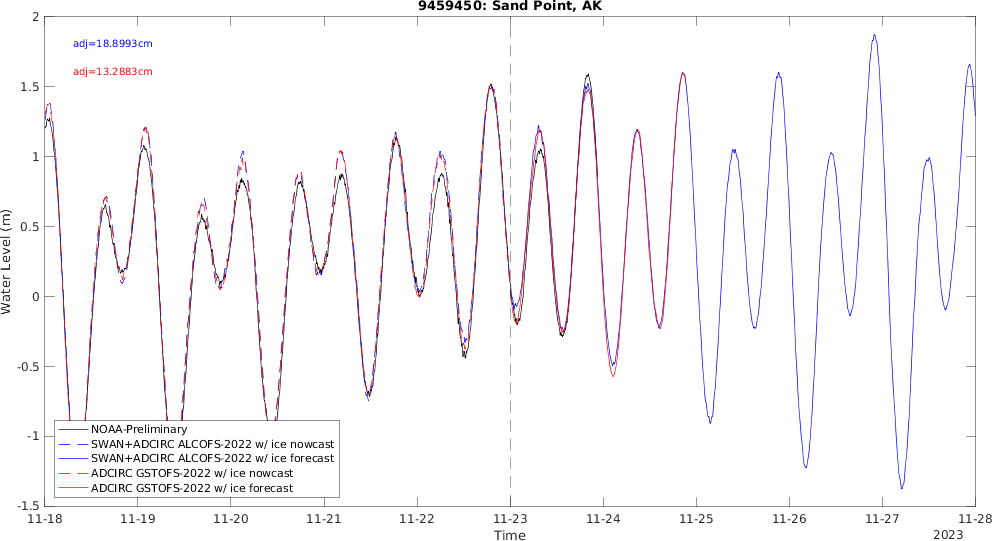 9459450: Sand Point, AK
adj=18.8993cm
adj=13.2883cm
2
1.5
1
0.5
0
-0.5
-1
-1.5
Water Level (m)
NOAA-Preliminary
SWAN+ADCIRC ALCOFS-2022 w/ ice nowcast
SWAN+ADCIRC ALCOFS-2022 w/ ice forecast
ADCIRC GSTOFS-2022 w/ ice nowcast
ADCIRC GSTOFS-2022 w/ ice forecast
11-18 11-19 11-20 11-21 11-22 11-23 11-24 11-25 11-26 11-27 11-28
Time
2023